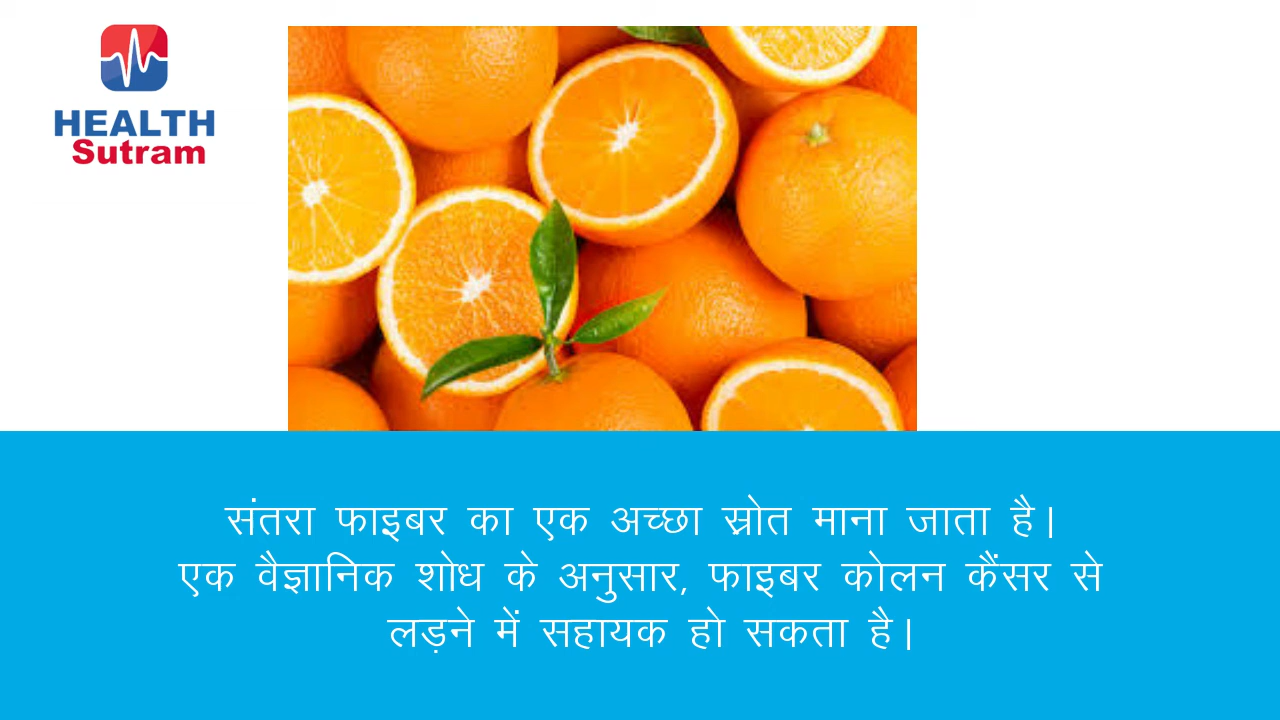 HEALTH
Sutram
संतरा फाइबर का एक अच्छा स्रोत माना जाता है।
एक वैज्ञानिक शोध के अनुसार, फाइबर कोलन कैंसर से
लड़ने में सहायक हो सकता है।